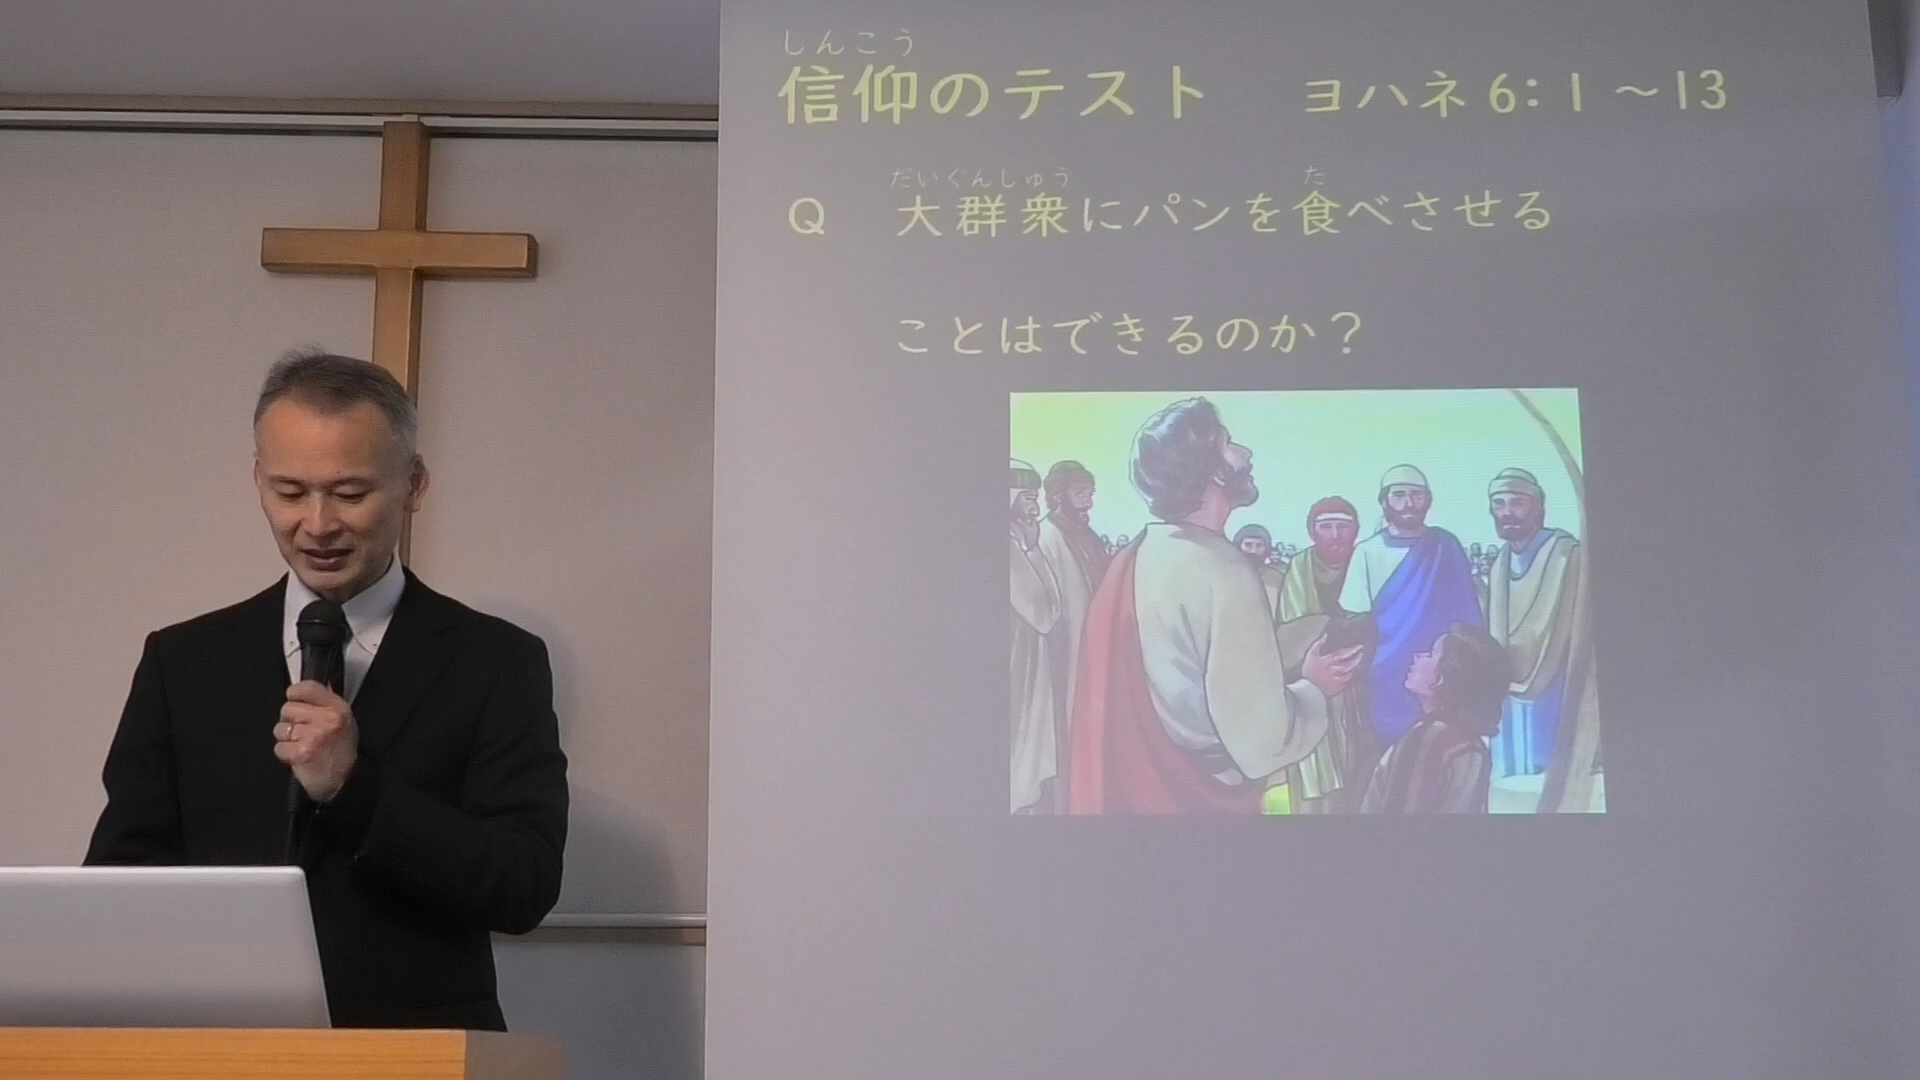 しんこう
信仰のテスト ヨハネ 6:1～13
だいぐんしゅう た
Q 大群衆にパンを食べさせる
ことはできるのか？